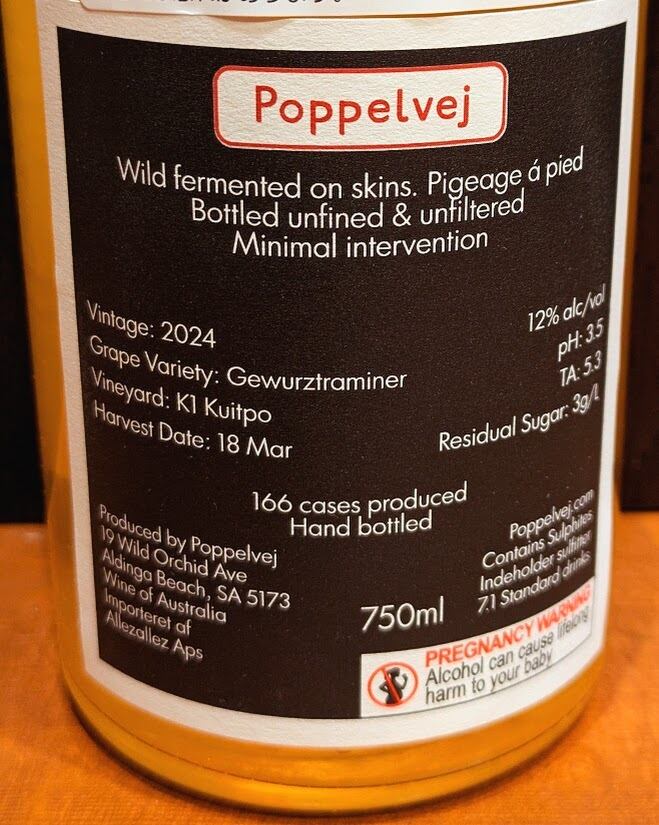 Poppelvej
Wild fermented on skins. Pigeage á pied
Bottled unfined & unfiltered
Minimal intervention
Vintage: 2024
Grape Variety: Gewurztraminer
Vineyard: K1 Kuitpo
Harvest Date: 18 Mar
12% alc/vol
pH: 3.5
TA: 5.3
Residual Sugar: 3g/L
166 cases produced
Hand bottled
Produced by Poppelvej
19 Wild Orchid Ave
Aldinga Beach, SA 5173
Wine of Australia
Importeret af
Allezallez Aps
750ml
Poppelvej.com
Contains Sulphites
Indeholder sulfitter
7.1 Standard drinks
PREGNANCY WARNING
Alcohol can cause lifelong
harm to your baby